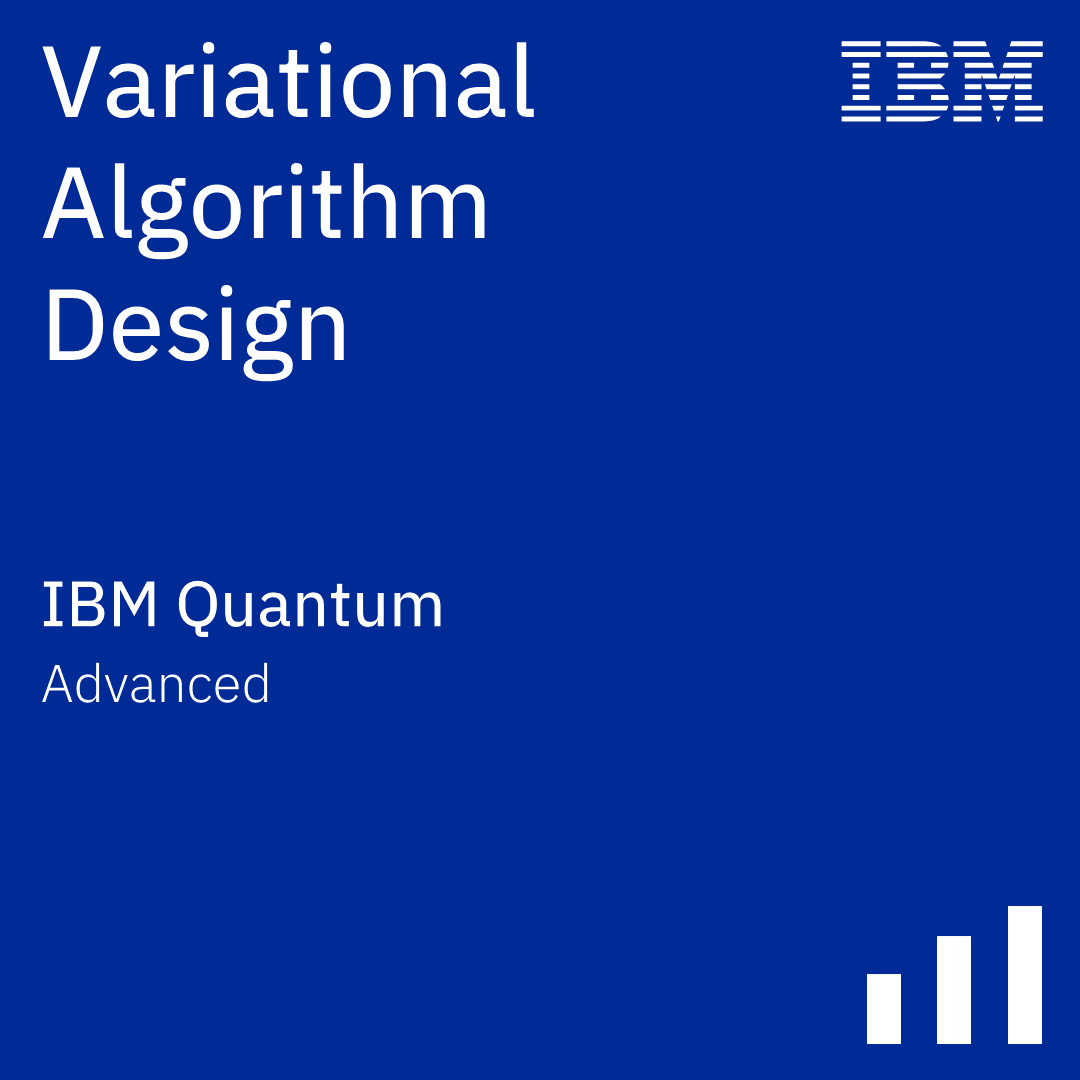 Variational
IBM
Algorithm
Design
IBM Quantum
Advanced